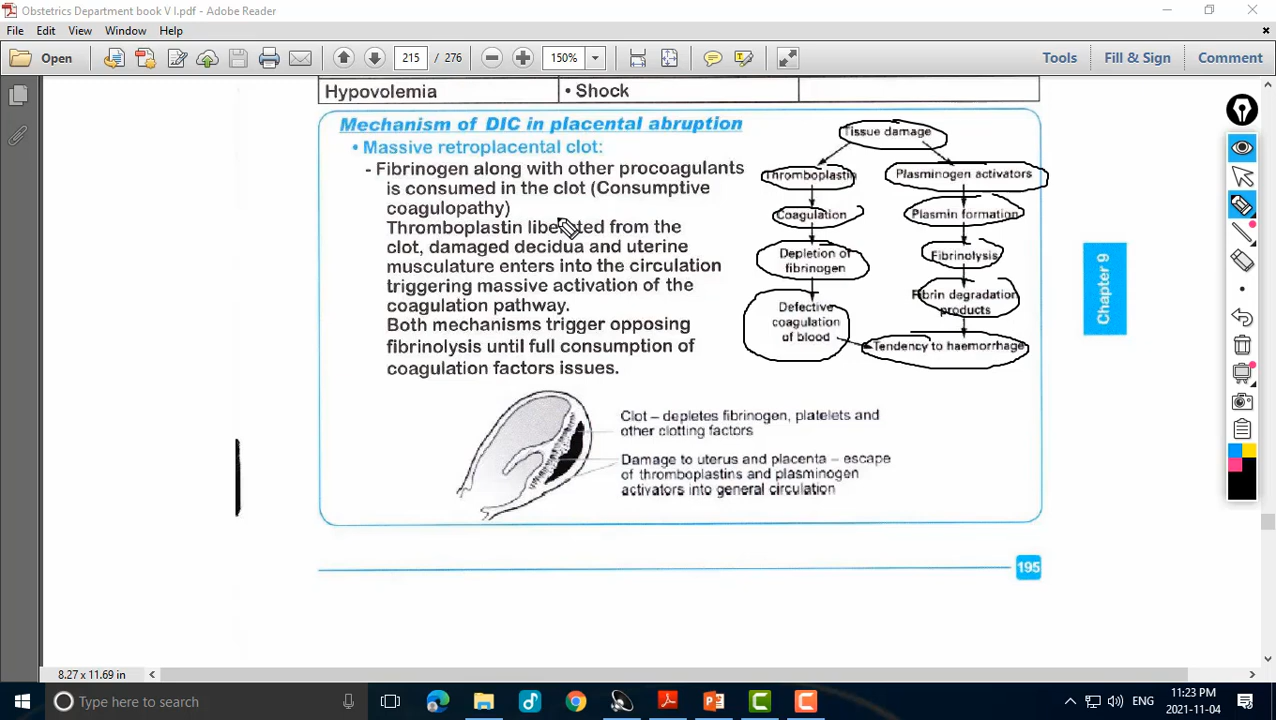 Obstetrics Department book V I.pdf - Adobe Reader
File Edit View Window Help
Open 215 / 276 150% Tools Fill & Sign Comment
Hypovolemia • Shock
Mechanism of DIC in placental abruption
• Massive retroplacental clot:
- Fibrinogen along with other procoagulants
is consumed in the clot (Consumptive
coagulopathy)
Thromboplastin liberated from the
clot, damaged decidua and uterine
musculature enters into the circulation
triggering massive activation of the
coagulation pathway.
Both mechanisms trigger opposing
fibrinolysis until full consumption of
coagulation factors issues.
Tissue damage
Thromboplastin
Coagulation
Depletion of
fibrinogen
Defective
coagulation
of blood
Plasminogen activators
Plasmin formation
Fibrinolysis
Fibrin degradation
products
Tendency to haemorrhage
Clot – depletes fibrinogen, platelets and
other clotting factors
Damage to uterus and placenta – escape
of thromboplastins and plasminogen
activators into general circulation
Chapter 9
195
8.27 x 11.69 in
Type here to search
ENG
11:23 PM
2021-11-04